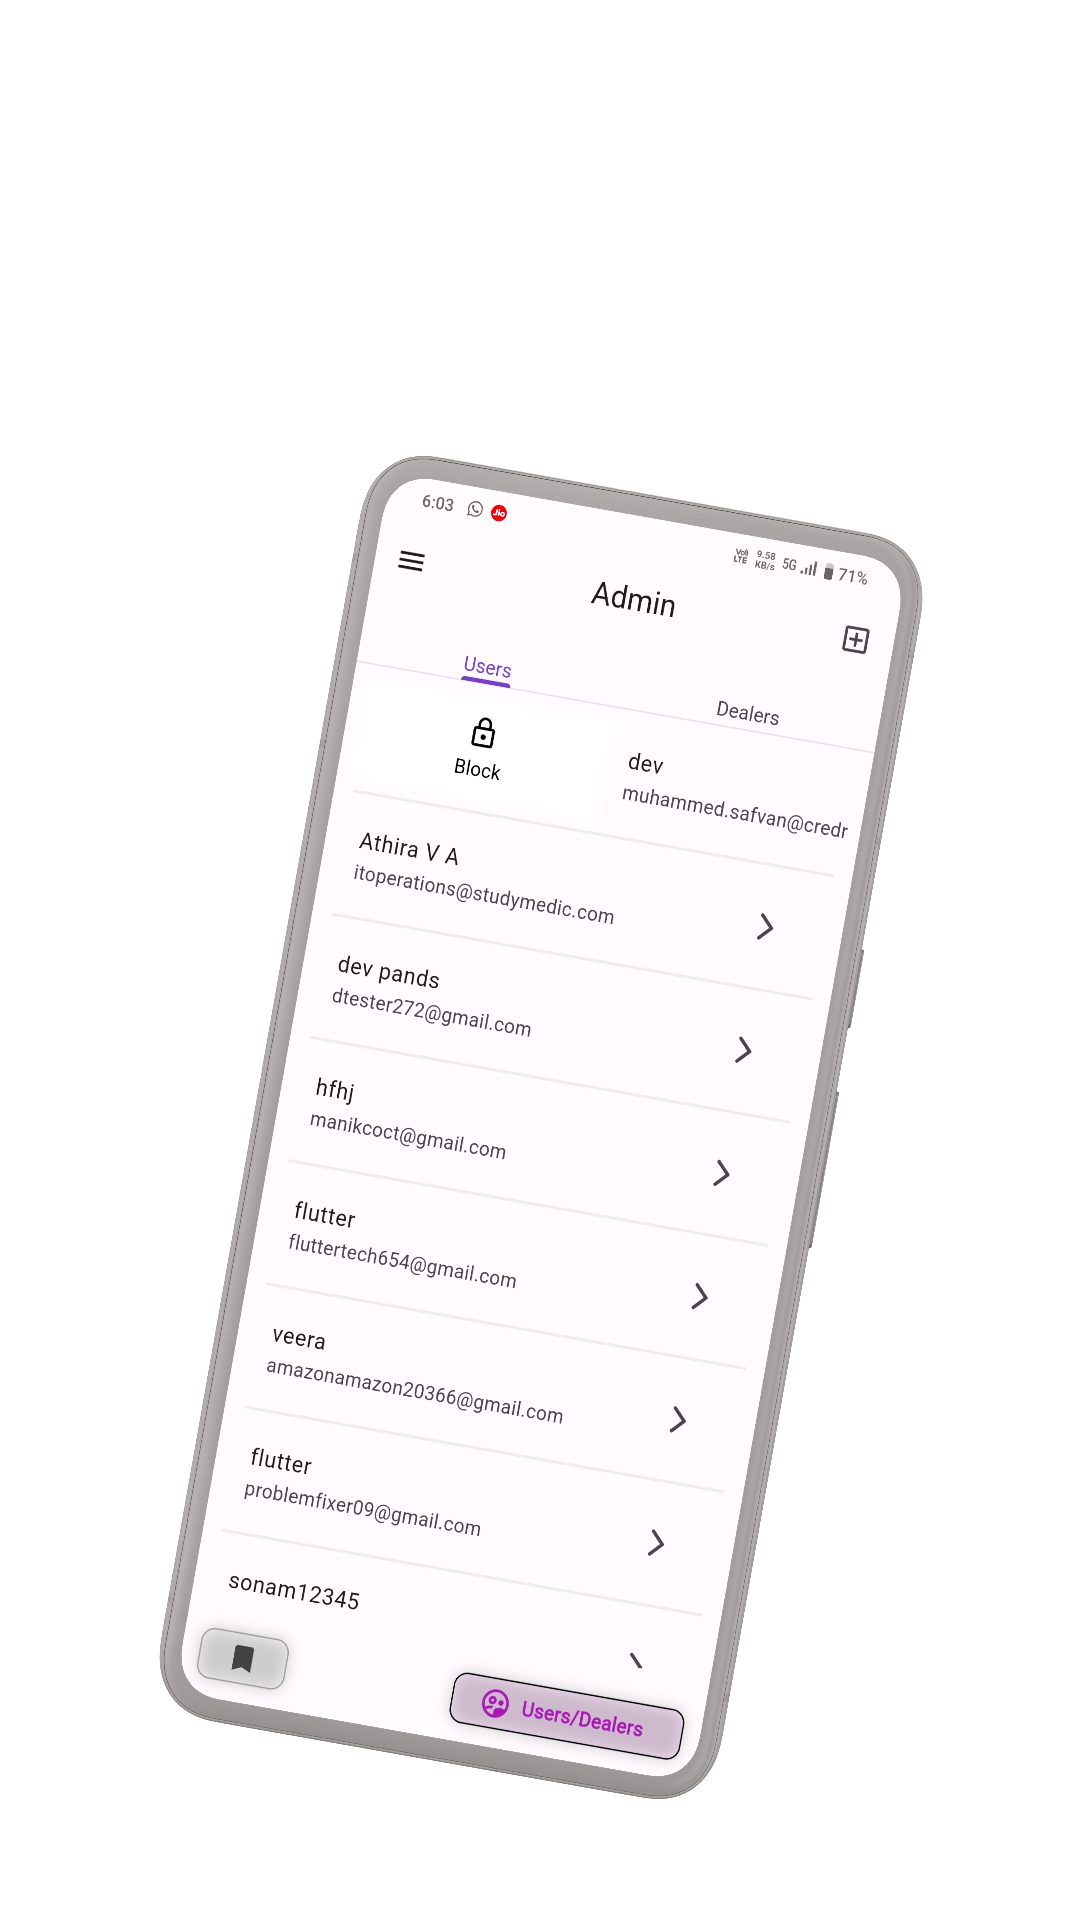 6:03
Jio
Vo))
LTE
9.58
KB/s
5G
71%
Admin
Users
Dealers
Block
dev
muhammed.safvan@credr
Athira V A
itoperations@studymedic.com
dev pands
dtester272@gmail.com
hfhj
manikcoct@gmail.com
flutter
fluttertech654@gmail.com
veera
amazonamazon20366@gmail.com
flutter
problemfixer09@gmail.com
sonam12345
Users/Dealers